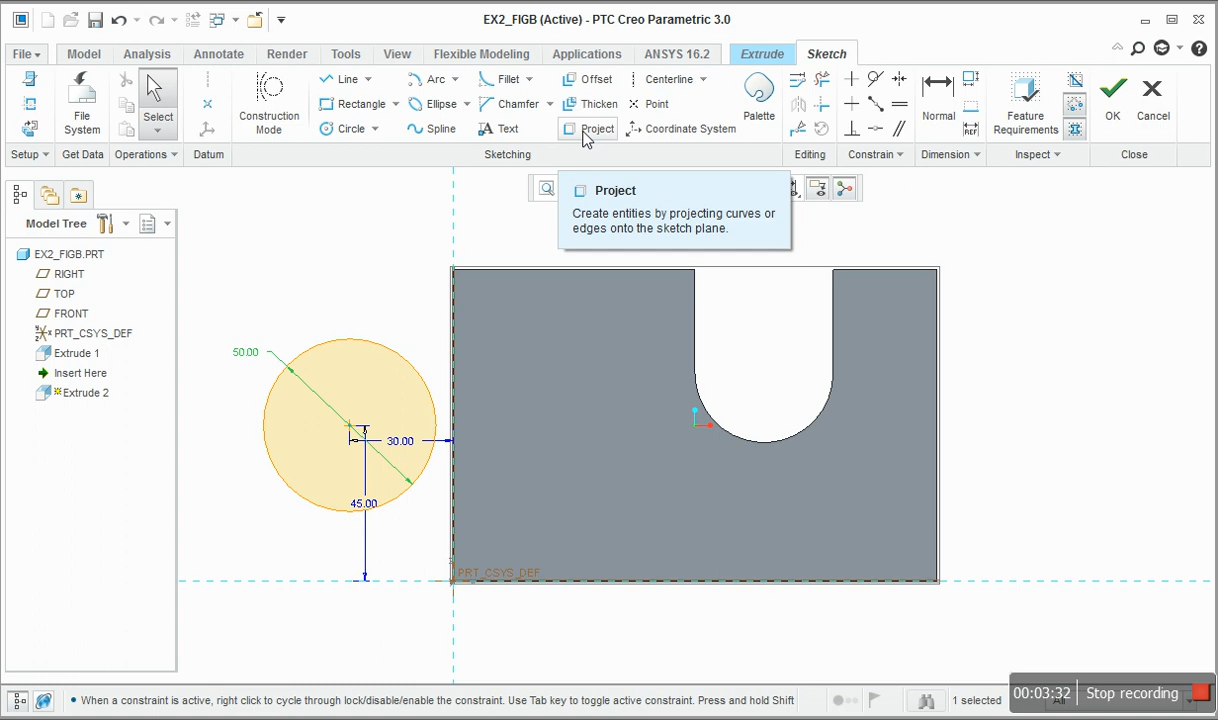 EX2_FIGB (Active) - PTC Creo Parametric 3.0
File
Model
Analysis
Annotate
Render
Tools
View
Flexible Modeling
Applications
ANSYS 16.2
Extrude
Sketch
File System
Select
Construction Mode
Line
Rectangle
Circle
Arc
Ellipse
Spline
Fillet
Chamfer
Text
Offset
Thicken
Project
Centerline
Point
Coordinate System
Palette
Normal
REF
Feature Requirements
OK
Cancel
Setup
Get Data
Operations
Datum
Sketching
Editing
Constrain
Dimension
Inspect
Close
Project
Create entities by projecting curves or
edges onto the sketch plane.
Model Tree
EX2_FIGB.PRT
RIGHT
TOP
FRONT
PRT_CSYS_DEF
Extrude 1
Insert Here
Extrude 2
50.00
30.00
45.00
PRT_CSYS_DEF
• When a constraint is active, right click to cycle through lock/disable/enable the constraint. Use Tab key to toggle active constraint. Press and hold Shift
1 selected
00:03:32
Stop recording